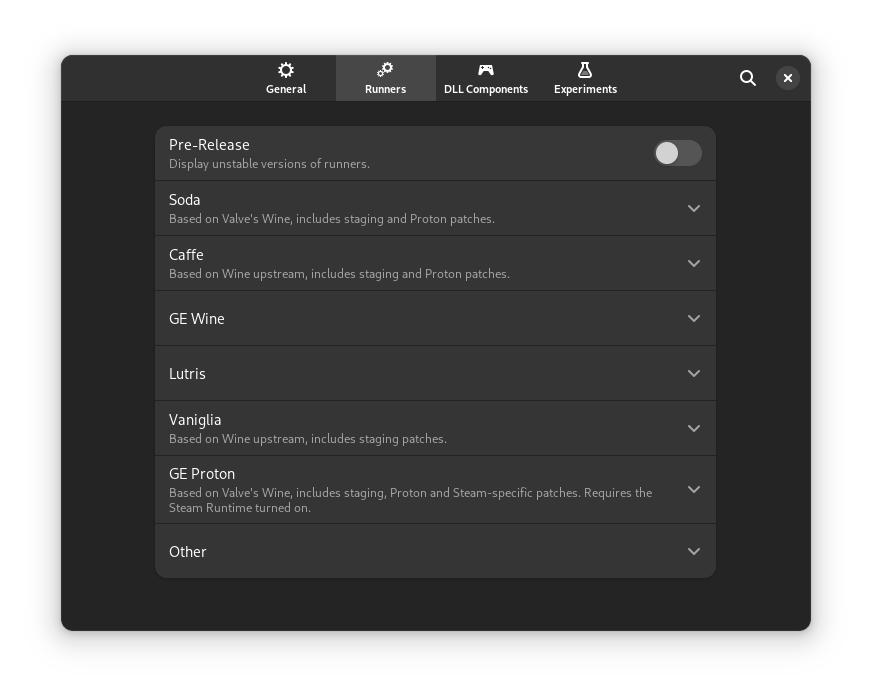 General
Runners
DLL Components
Experiments
Pre-Release
Display unstable versions of runners.
Soda
Based on Valve's Wine, includes staging and Proton patches.
Caffe
Based on Wine upstream, includes staging and Proton patches.
GE Wine
Lutris
Vaniglia
Based on Wine upstream, includes staging patches.
GE Proton
Based on Valve's Wine, includes staging, Proton and Steam-specific patches. Requires the
Steam Runtime turned on.
Other